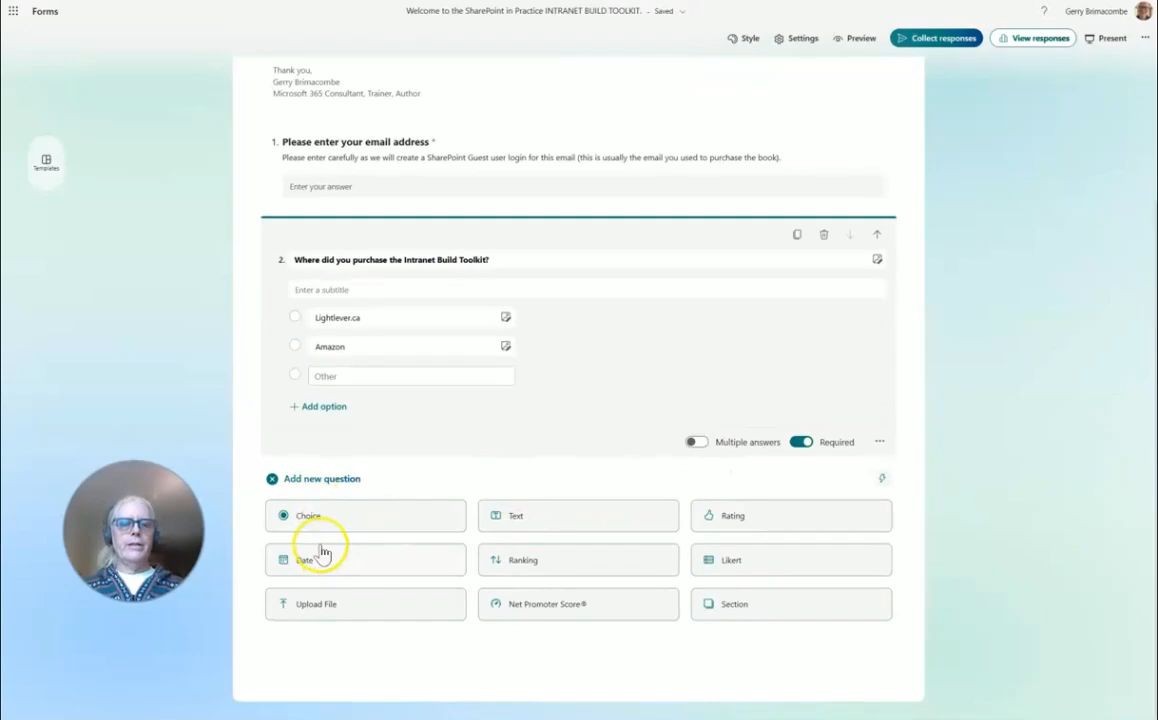 Forms
Welcome to the SharePoint in Practice INTRANET BUILD TOOLKIT. - Saved
? Gerry Brimacombe
Style Settings Preview Collect responses View responses Present ...
Thank you,
Gerry Brimacombe
Microsoft 365 Consultant, Trainer, Author
Templates
1. Please enter your email address *
Please enter carefully as we will create a SharePoint Guest user login for this email (this is usually the email you used to purchase the book).
Enter your answer
2. Where did you purchase the Intranet Build Toolkit?
Enter a subtitle
Lightlever.ca
Amazon
Other
+ Add option
Multiple answers Required ...
Add new question
Choice Text Rating
Date Ranking Likert
Upload File Net Promoter Score® Section